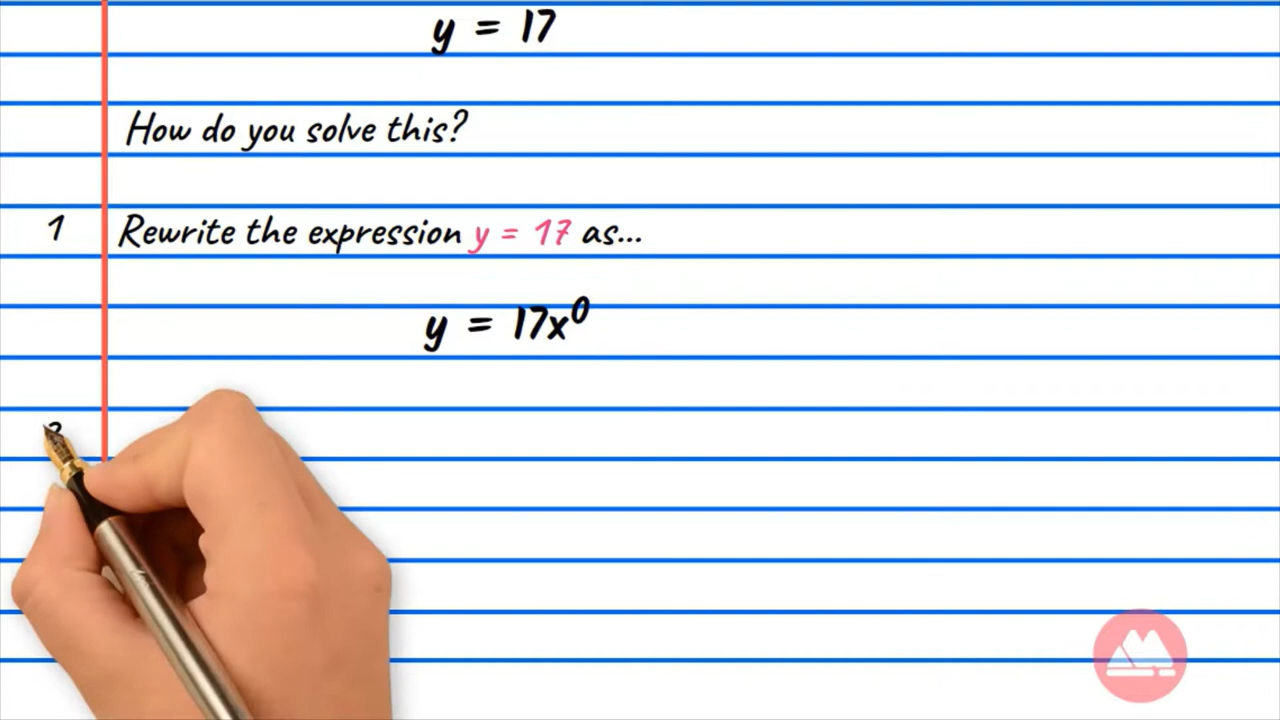 y = 17
How do you solve this?
1 Rewrite the expression y = 17 as...
y = 17x⁰